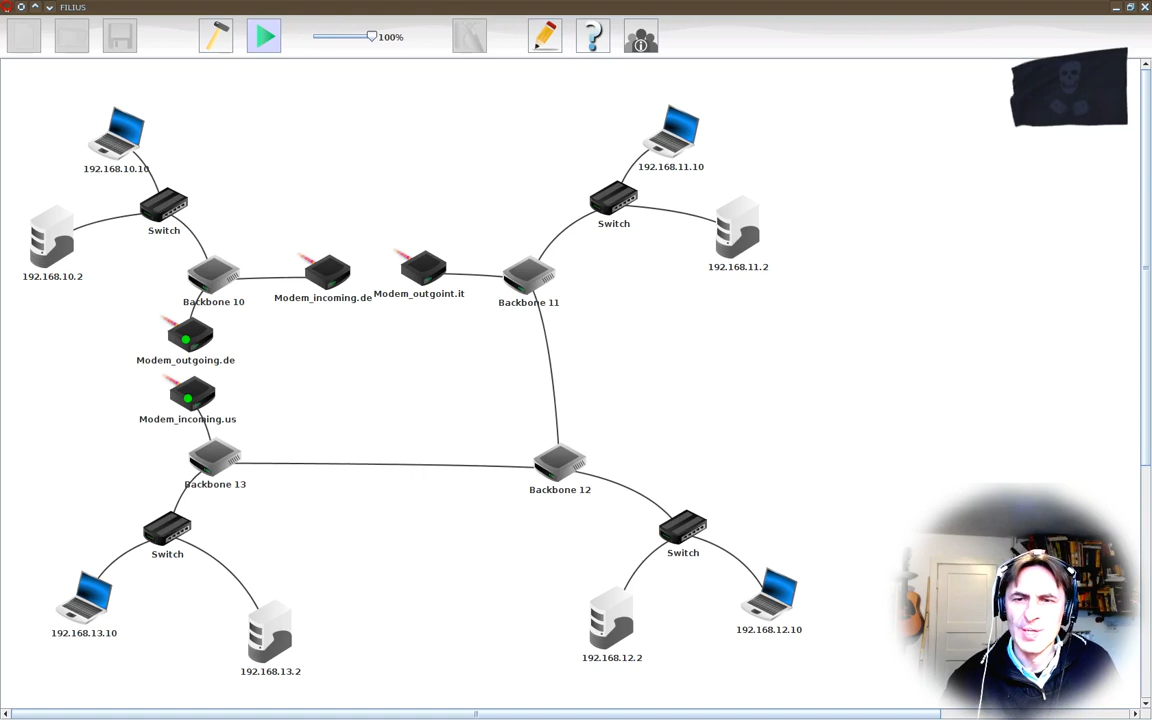 FILIUS
100%
192.168.10.10
192.168.11.10
Switch
Switch
192.168.10.2
192.168.11.2
Backbone 10
Modem_incoming.de
Modem_outgoint.it
Backbone 11
Modem_outgoing.de
Modem_incoming.us
Backbone 13
Backbone 12
Switch
Switch
192.168.13.10
192.168.12.10
192.168.12.2
192.168.13.2